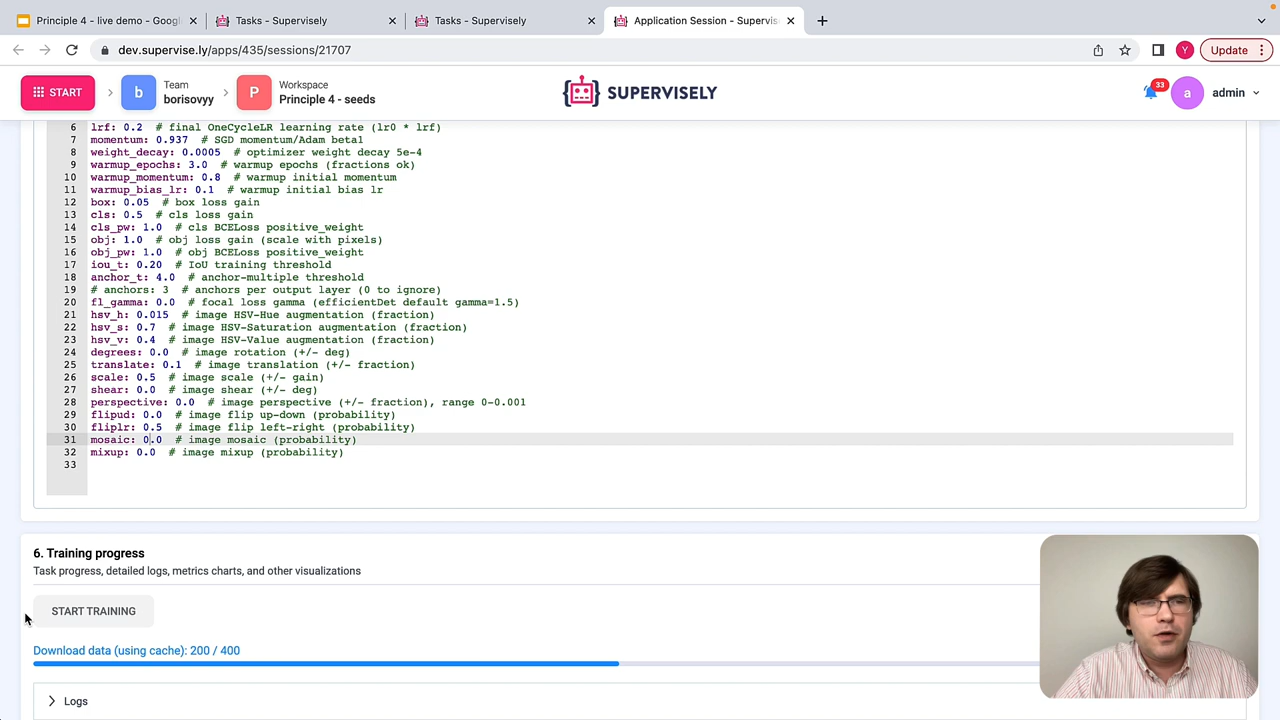 Principle 4 - live demo - Googl
Tasks - Supervisely
Tasks - Supervisely
Application Session - Supervis
dev.supervise.ly/apps/435/sessions/21707
Y
Update
START
b
Team
borisovyy
P
Workspace
Principle 4 - seeds
SUPERVISELY
33
a
admin
6 lrf: 0.2 # final OneCycleLR learning rate (lr0 * lrf)
7 momentum: 0.937 # SGD momentum/Adam beta1
8 weight_decay: 0.0005 # optimizer weight decay 5e-4
9 warmup_epochs: 3.0 # warmup epochs (fractions ok)
10 warmup_momentum: 0.8 # warmup initial momentum
11 warmup_bias_lr: 0.1 # warmup initial bias lr
12 box: 0.05 # box loss gain
13 cls: 0.5 # cls loss gain
14 cls_pw: 1.0 # cls BCELoss positive_weight
15 obj: 1.0 # obj loss gain (scale with pixels)
16 obj_pw: 1.0 # obj BCELoss positive_weight
17 iou_t: 0.20 # IoU training threshold
18 anchor_t: 4.0 # anchor-multiple threshold
19 # anchors: 3 # anchors per output layer (0 to ignore)
20 fl_gamma: 0.0 # focal loss gamma (efficientDet default gamma=1.5)
21 hsv_h: 0.015 # image HSV-Hue augmentation (fraction)
22 hsv_s: 0.7 # image HSV-Saturation augmentation (fraction)
23 hsv_v: 0.4 # image HSV-Value augmentation (fraction)
24 degrees: 0.0 # image rotation (+/- deg)
25 translate: 0.1 # image translation (+/- fraction)
26 scale: 0.5 # image scale (+/- gain)
27 shear: 0.0 # image shear (+/- deg)
28 perspective: 0.0 # image perspective (+/- fraction), range 0-0.001
29 flipud: 0.0 # image flip up-down (probability)
30 fliplr: 0.5 # image flip left-right (probability)
31 mosaic: 0.0 # image mosaic (probability)
32 mixup: 0.0 # image mixup (probability)
33
6. Training progress
Task progress, detailed logs, metrics charts, and other visualizations
START TRAINING
Download data (using cache): 200 / 400
Logs